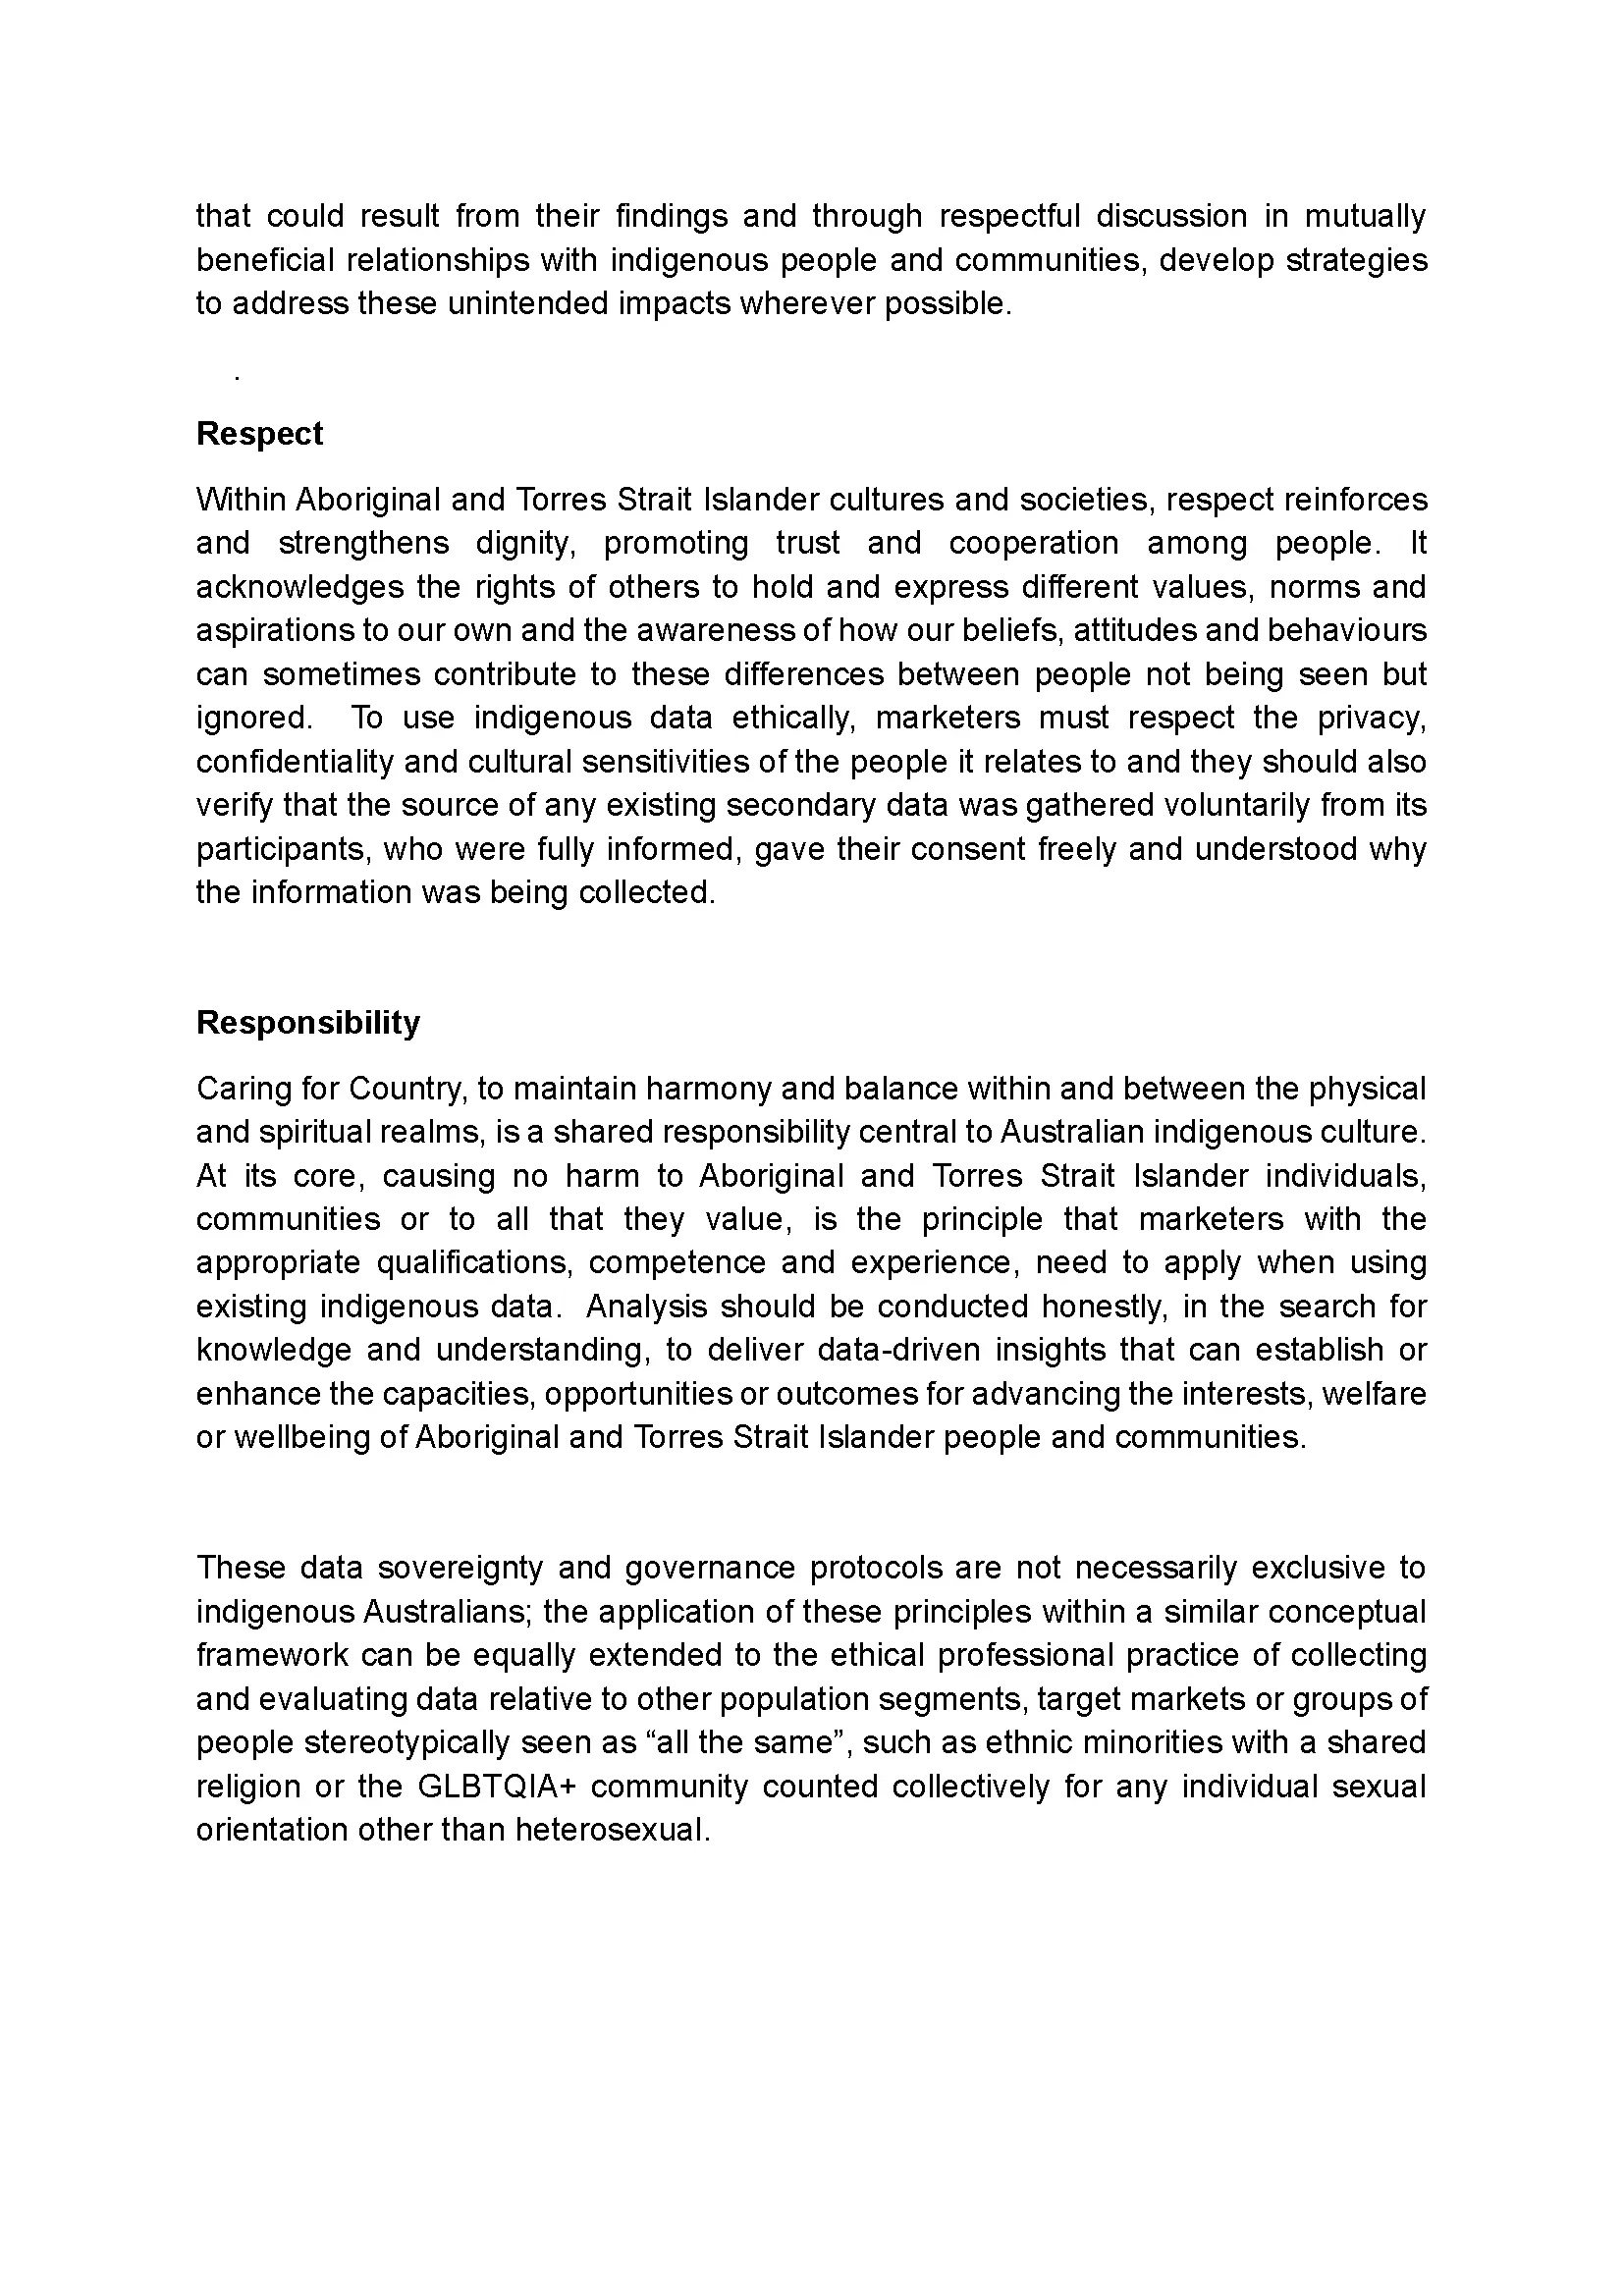 that could result from their findings and through respectful discussion in mutually
beneficial relationships with indigenous people and communities, develop strategies
to address these unintended impacts wherever possible.
.
Respect
Within Aboriginal and Torres Strait Islander cultures and societies, respect reinforces
and strengthens dignity, promoting trust and cooperation among people. It
acknowledges the rights of others to hold and express different values, norms and
aspirations to our own and the awareness of how our beliefs, attitudes and behaviours
can sometimes contribute to these differences between people not being seen but
ignored.  To use indigenous data ethically, marketers must respect the privacy,
confidentiality and cultural sensitivities of the people it relates to and they should also
verify that the source of any existing secondary data was gathered voluntarily from its
participants, who were fully informed, gave their consent freely and understood why
the information was being collected.
Responsibility
Caring for Country, to maintain harmony and balance within and between the physical
and spiritual realms, is a shared responsibility central to Australian indigenous culture.
At its core, causing no harm to Aboriginal and Torres Strait Islander individuals,
communities or to all that they value, is the principle that marketers with the
appropriate qualifications, competence and experience, need to apply when using
existing indigenous data.  Analysis should be conducted honestly, in the search for
knowledge and understanding, to deliver data-driven insights that can establish or
enhance the capacities, opportunities or outcomes for advancing the interests, welfare
or wellbeing of Aboriginal and Torres Strait Islander people and communities.
These data sovereignty and governance protocols are not necessarily exclusive to
indigenous Australians; the application of these principles within a similar conceptual
framework can be equally extended to the ethical professional practice of collecting
and evaluating data relative to other population segments, target markets or groups of
people stereotypically seen as “all the same”, such as ethnic minorities with a shared
religion or the GLBTQIA+ community counted collectively for any individual sexual
orientation other than heterosexual.